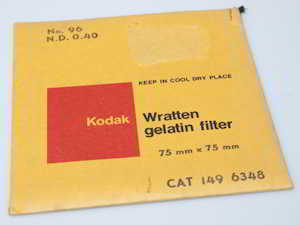 No. 96
N.D. 0.40
KEEP IN COOL DRY PLACE
Kodak
Wratten
gelatin filter
75 mm x 75 mm
CAT 149 6348